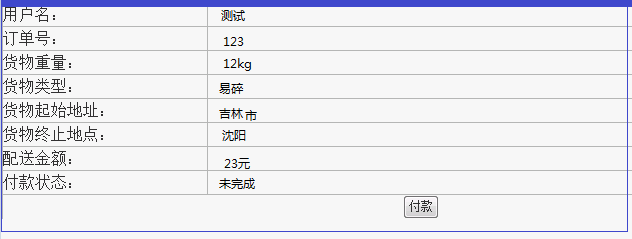 用户名： 测试
订单号： 123
货物重量： 12kg
货物类型： 易碎
货物起始地址： 吉林市
货物终止地点： 沈阳
配送金额： 23元
付款状态： 未完成
付款